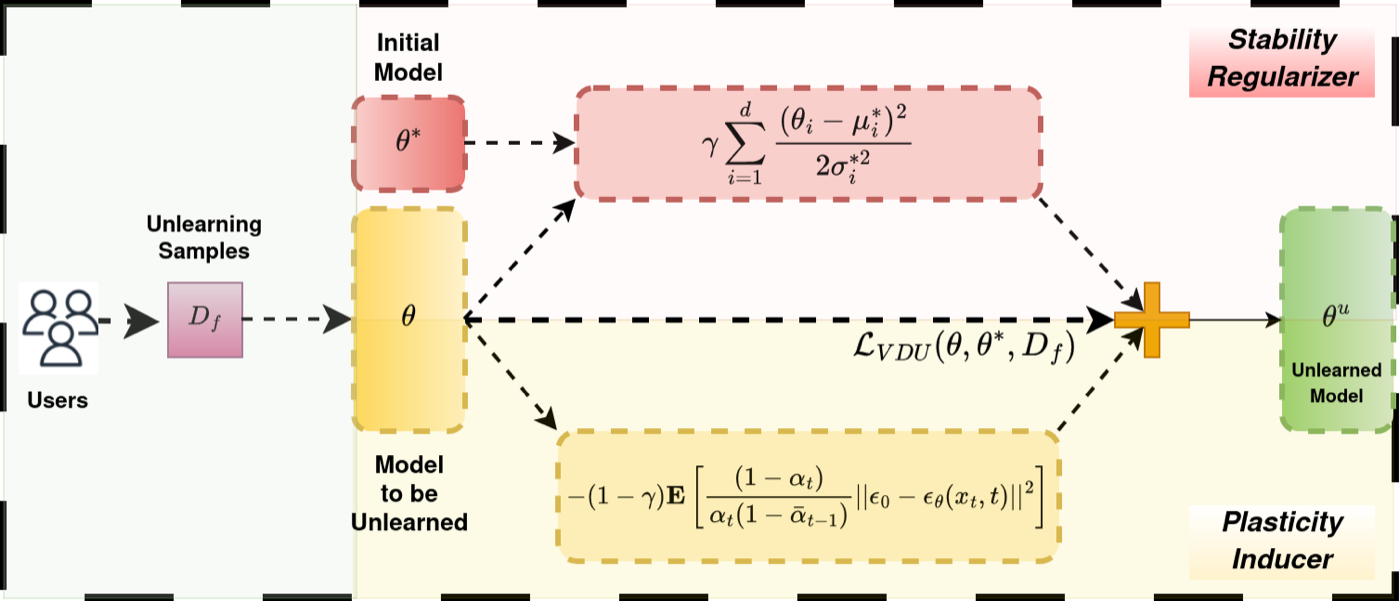 Initial
Model
θ*
Stability
Regularizer
γ∑_{i=1}^{d} (θ_i − μ_i^*)^2 / 2σ_i^{*2}
Unlearning
Samples
Users
D_f
θ
Model
to be
Unlearned
ℒ_{VDU}(θ, θ*, D_f)
−(1 − γ)𝐄[(1 − α_t) / α_t(1 − ᾱ_{t−1}) ||ϵ_0 − ϵ_θ(x_t, t)||^2]
θ^u
Unlearned
Model
Plasticity
Inducer